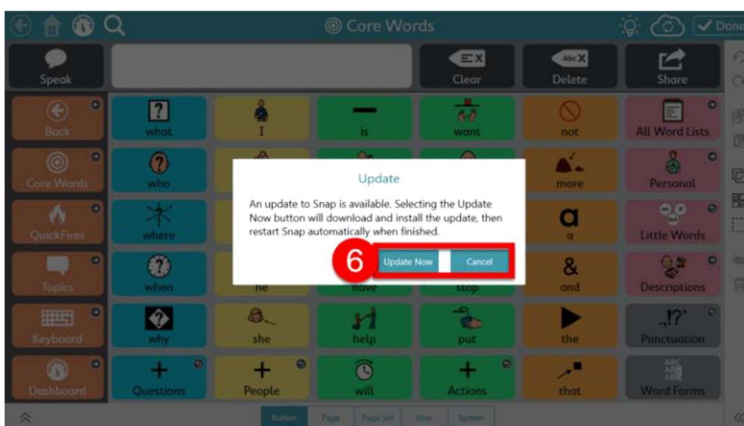 Core Words
Done
Speak
Clear
Abc X
Delete
Share
Back
what
I
is
want
not
All Word Lists
Core Words
who
more
Personal
QuickFires
where
a
a
Little Words
Topics
when
he
have
stop
&
and
Descriptions
Keyboard
why
she
help
put
the
.,!?'
Punctuation
Dashboard
Questions
People
will
Actions
that
Word Forms
Update
An update to Snap is available. Selecting the Update
Now button will download and install the update, then
restart Snap automatically when finished.
6
Update Now
Cancel
Button
Page
Page Set
User
System